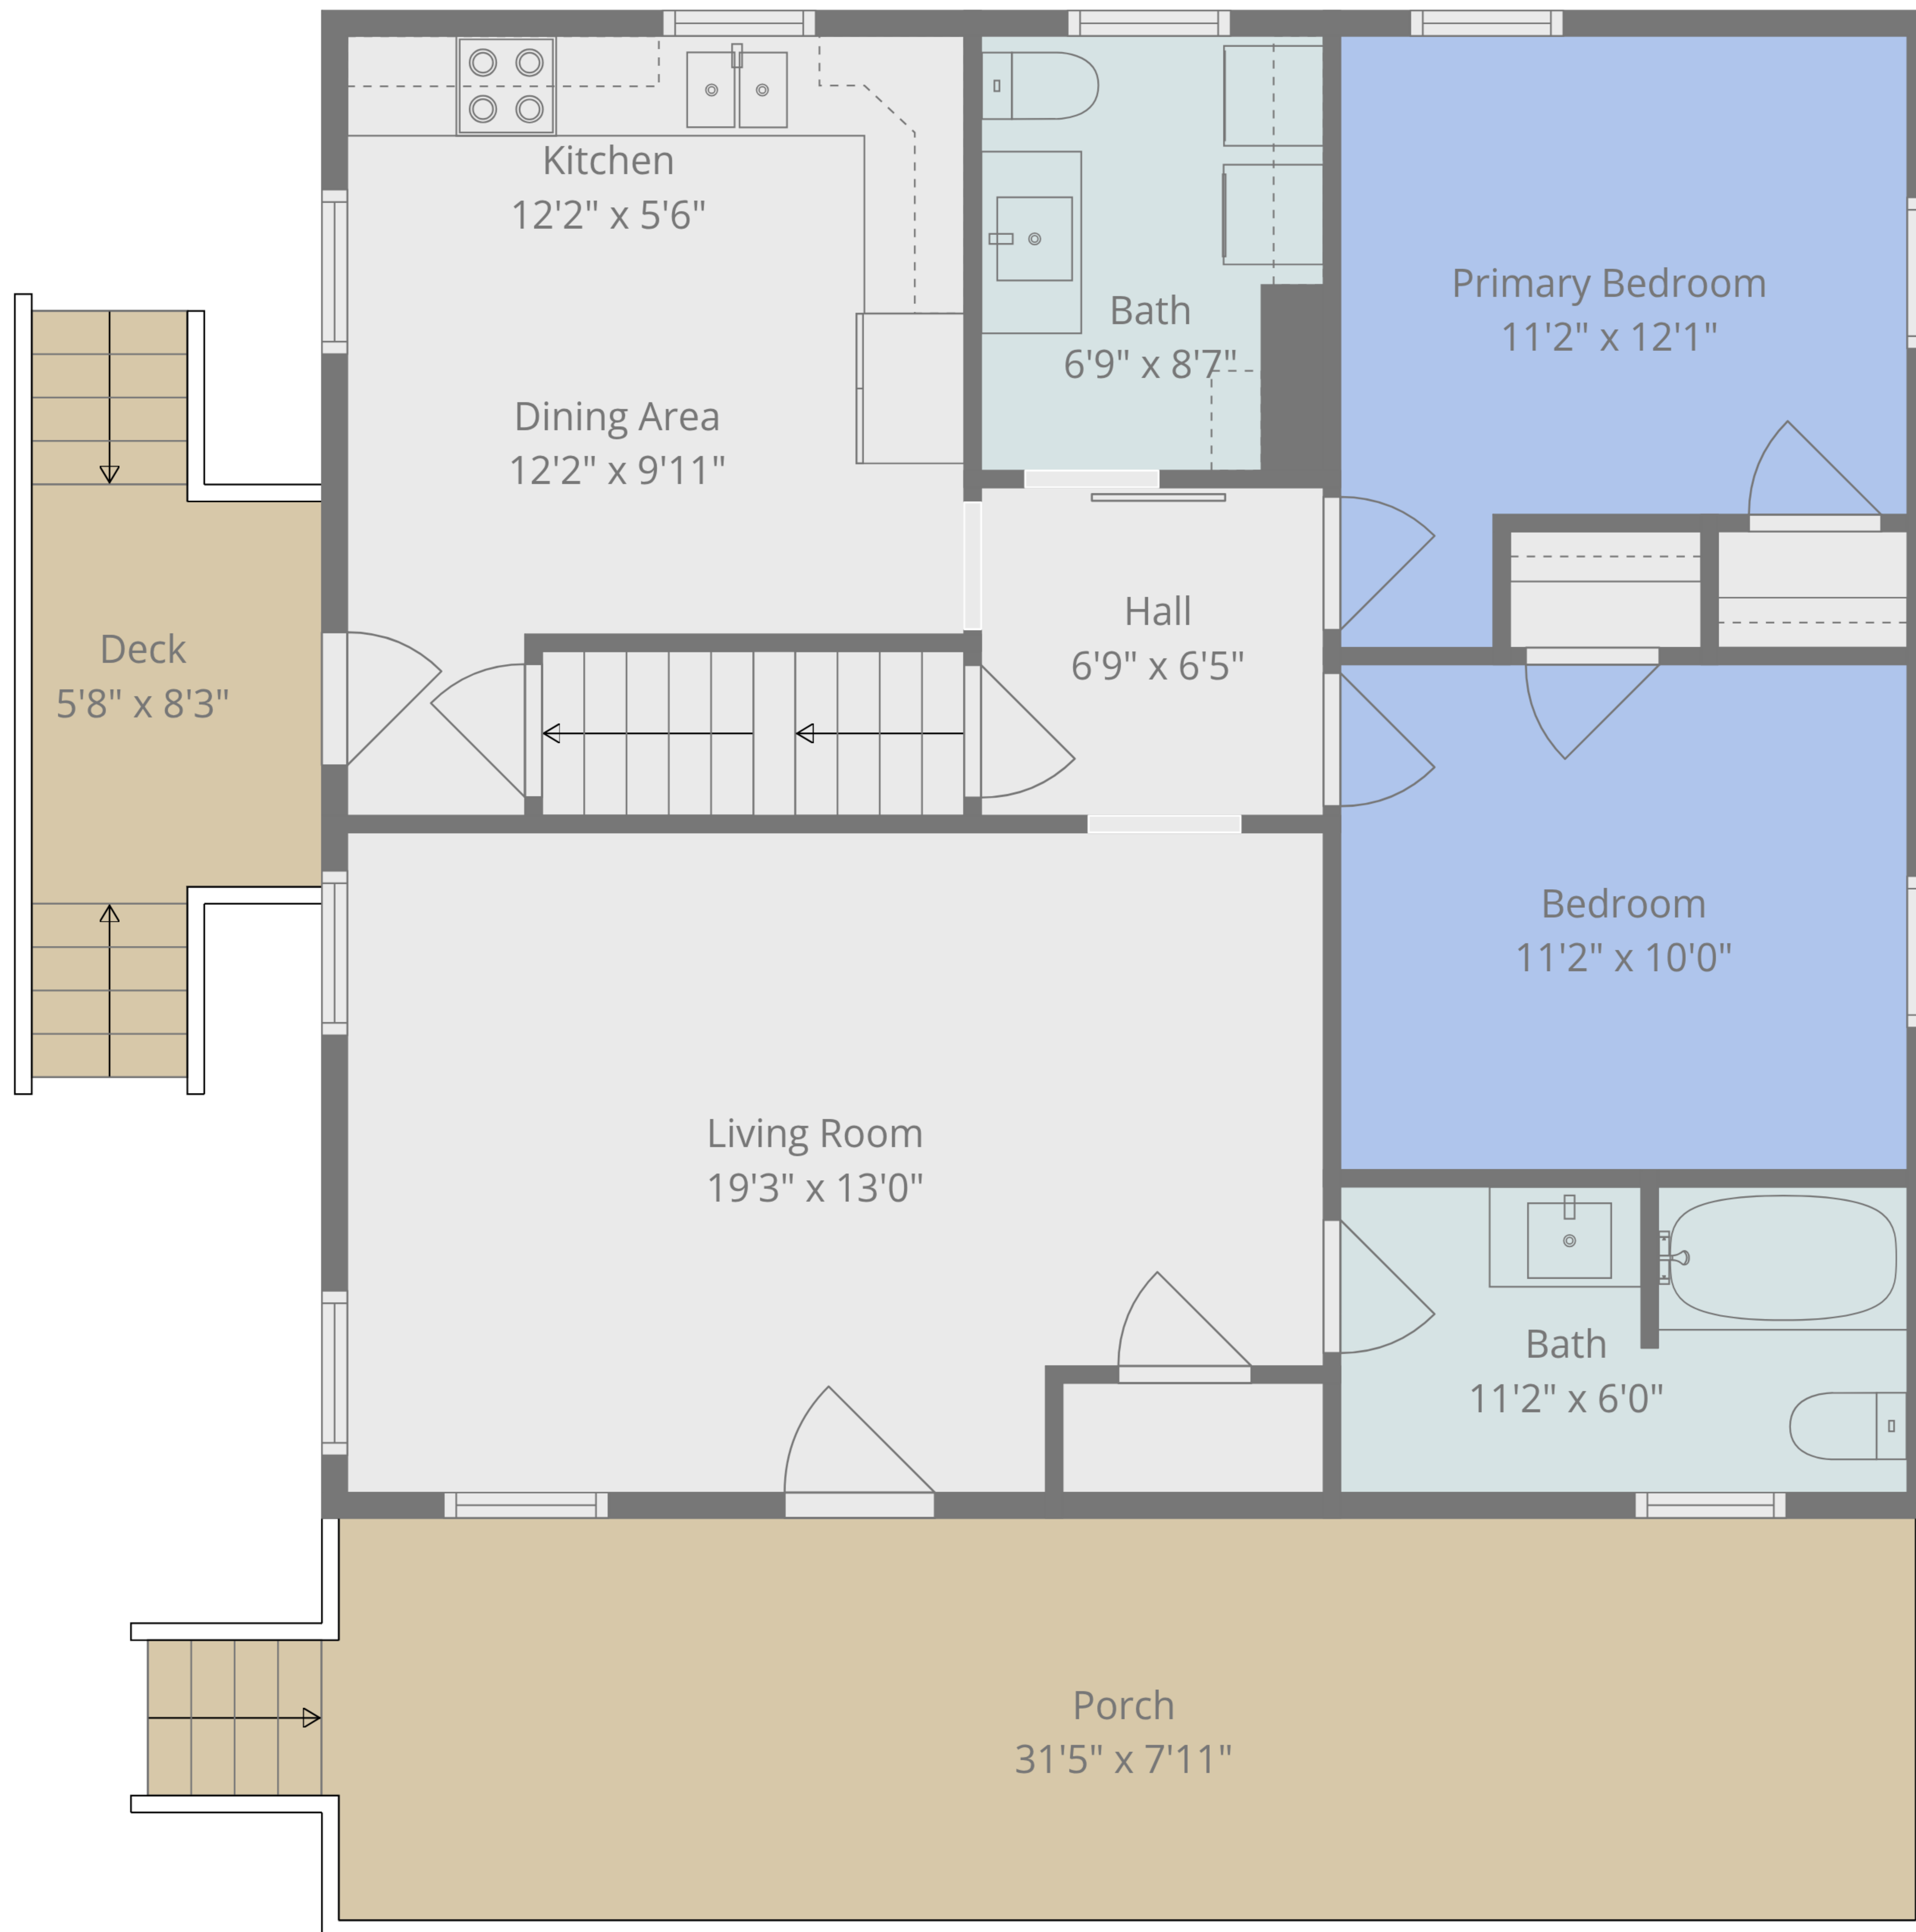 Kitchen
12'2" x 5'6"
Bath
6'9" x 8'7"
Primary Bedroom
11'2" x 12'1"
Dining Area
12'2" x 9'11"
Hall
6'9" x 6'5"
Deck
5'8" x 8'3"
Bedroom
11'2" x 10'0"
Living Room
19'3" x 13'0"
Bath
11'2" x 6'0"
Porch
31'5" x 7'11"